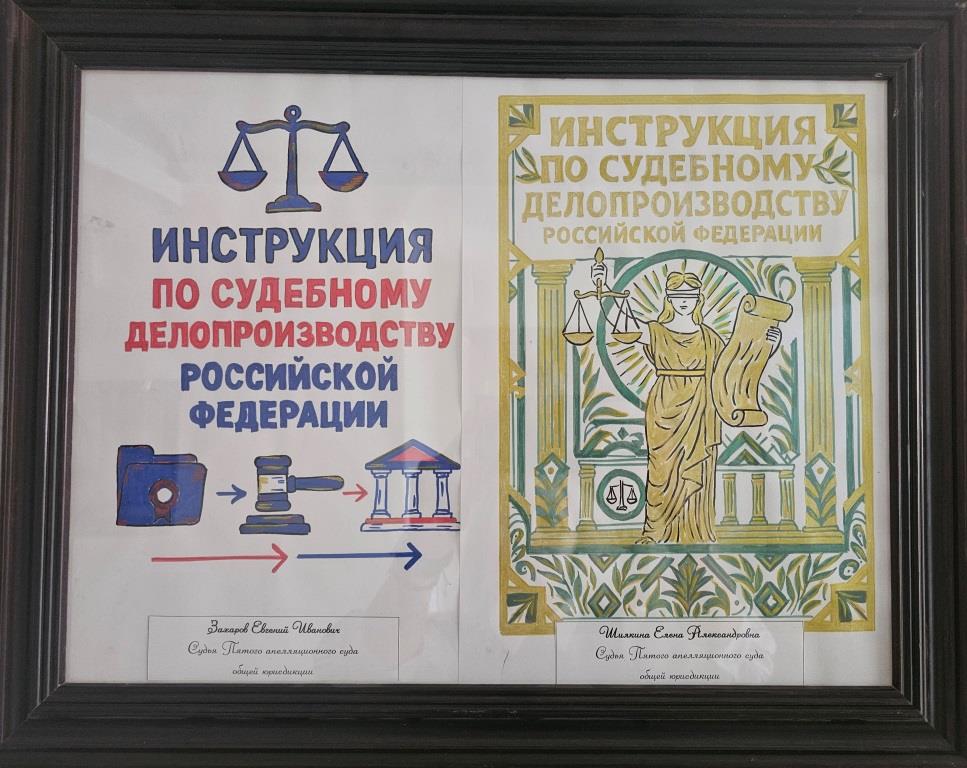 ИНСТРУКЦИЯ
ПО СУДЕБНОМУ
ДЕЛОПРОИЗВОДСТВУ
РОССИЙСКОЙ
ФЕДЕРАЦИИ
Захаров Евгений Иванович
Судья Пятого апелляционного суда
общей юрисдикции
ИНСТРУКЦИЯ
ПО СУДЕБНОМУ
ДЕЛОПРОИЗВОДСТВУ
РОССИЙСКОЙ ФЕДЕРАЦИИ
Шилкина Елена Александровна
Судья Пятого апелляционного суда
общей юрисдикции